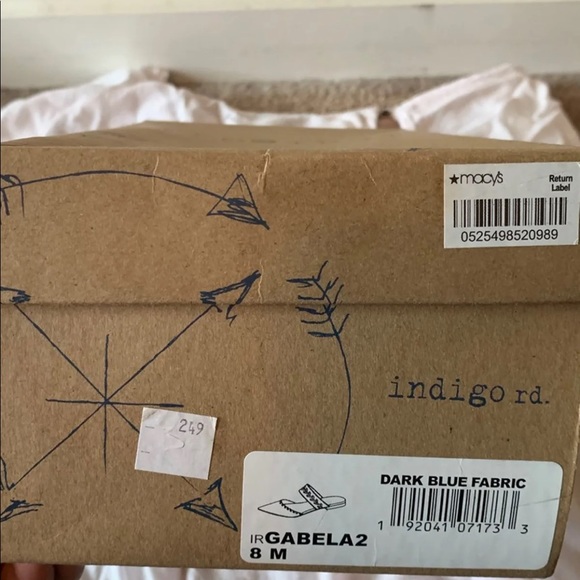 ★macy's
Return
Label
0525498520989
indigo rd.
249
DARK BLUE FABRIC
IRGABELA2
8 M
1 92041 07173 3